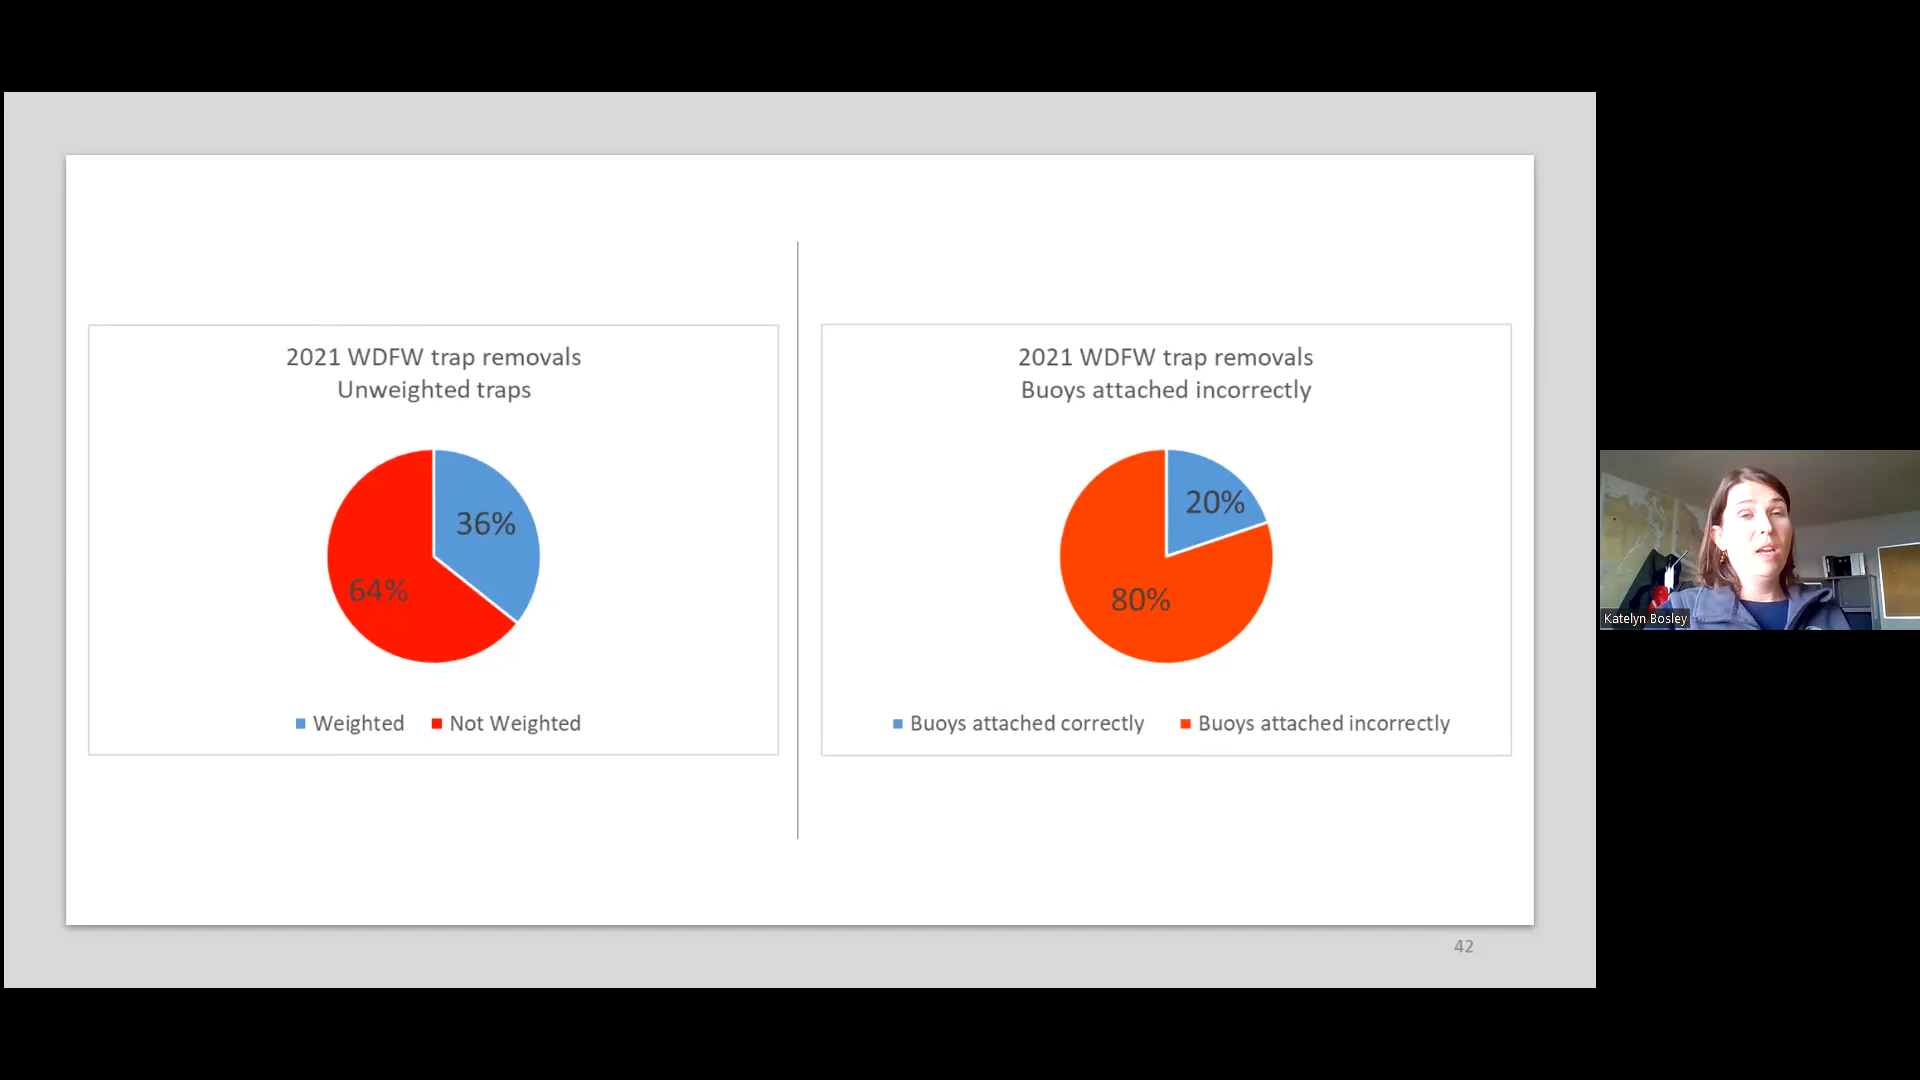 2021 WDFW trap removals
Unweighted traps
36%
64%
Weighted Not Weighted
2021 WDFW trap removals
Buoys attached incorrectly
20%
80%
Buoys attached correctly Buoys attached incorrectly
42
Katelyn Bosley